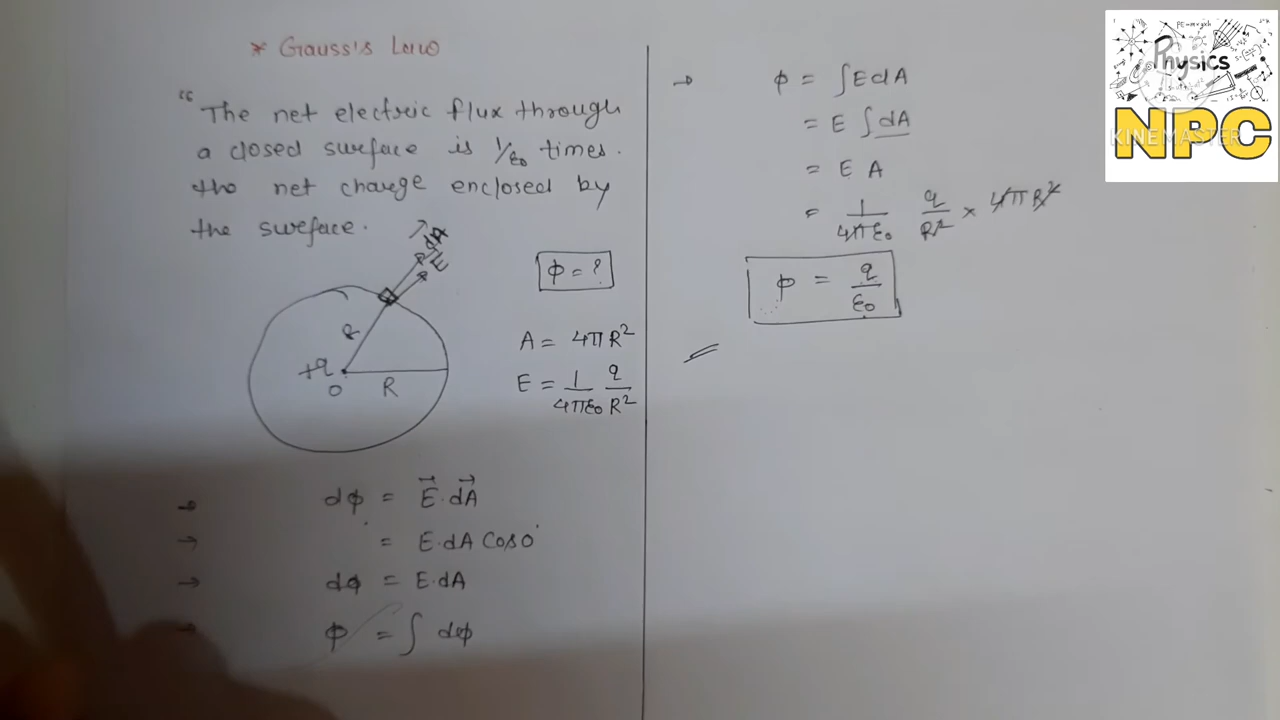 * Gauss's Law
"The net electric flux through
a closed surface is 1/ε₀ times.
the net charge enclosed by
the surface.
dA
E
φ = ?
r
+q
O
R
A = 4πR²
E = 1/4πε₀ q/R²
→ dφ = E⃗·dA⃗
→ = E·dA Cos0°
→ dφ = E·dA
→ φ = ∫ dφ
→ φ = ∫EdA
= E ∫dA
= E A
= 1/4πε₀ q/R² × 4πR²
φ = q/ε₀
Physics
NPC
KINEMASTER